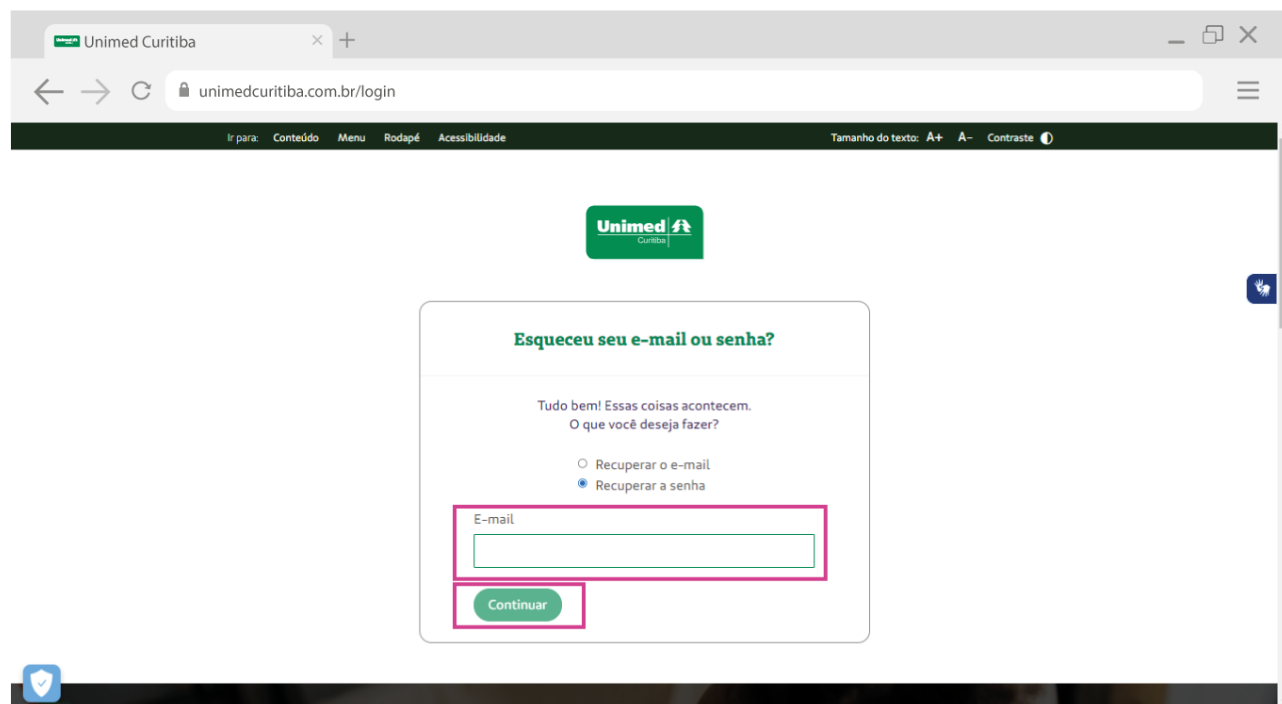 Unimed Curitiba
unimedcuritiba.com.br/login
Ir para: Conteúdo Menu Rodapé Acessibilidade Tamanho do texto: A+ A- Contraste
Unimed
Curitiba
Esqueceu seu e-mail ou senha?
Tudo bem! Essas coisas acontecem.
O que você deseja fazer?
Recuperar o e-mail
Recuperar a senha
E-mail
Continuar